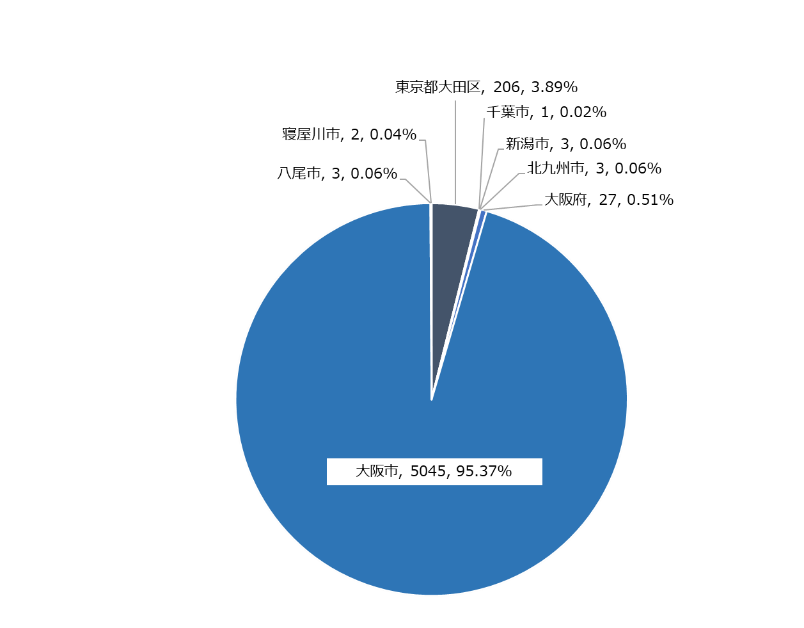 東京都大田区, 206, 3.89%
千葉市, 1, 0.02%
寝屋川市, 2, 0.04%
新潟市, 3, 0.06%
北九州市, 3, 0.06%
八尾市, 3, 0.06%
大阪府, 27, 0.51%
大阪市, 5045, 95.37%